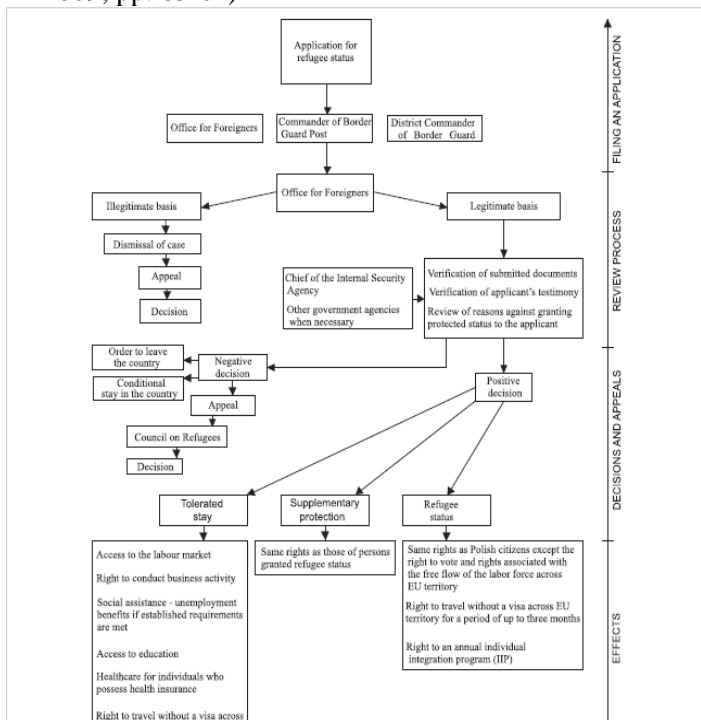 Application for
refugee status
Office for Foreigners
Commander of Border
Guard Post
District Commander
of Border Guard
FILING AN APPLICATION
Office for Foreigners
Illegitimate basis
Legitimate basis
Dismissal of case
Appeal
Decision
Chief of the Internal Security
Agency
Other government agencies
when necessary
Verification of submitted documents
Verification of applicant's testimony
Review of reasons against granting
protected status to the applicant
REVIEW PROCESS
Order to leave
the country
Conditional
stay in the country
Negative
decision
Appeal
Council on Refugees
Decision
Positive
decision
DECISIONS AND APPEALS
Tolerated
stay
Supplementary
protection
Refugee
status
Access to the labour market
Right to conduct business activity
Social assistance - unemployment
benefits if established requirements
are met
Access to education
Healthcare for individuals who
possess health insurance
Right to travel without a visa across
Same rights as those of persons
granted refugee status
Same rights as Polish citizens except the
right to vote and rights associated with
the free flow of the labor force across
EU territory
Right to travel without a visa across EU
territory for a period of up to three months
Right to an annual individual
integration program (IIP)
EFFECTS